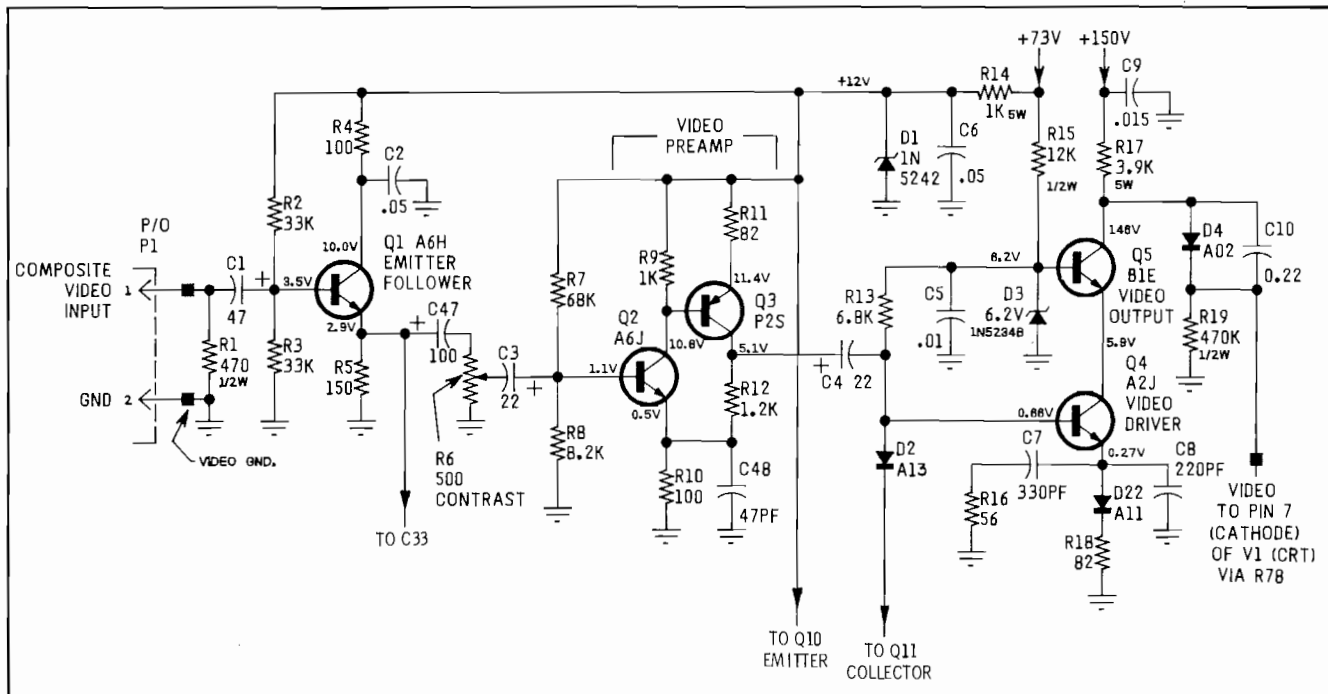 +73V
+150V
C9
.015
+12V
R14
1K 5W
R4
100
VIDEO
PREAMP
D1
1N
5242
C6
.05
R15
12K
1/2W
R17
3.9K
5W
C2
.05
R2
33K
P/O
P1
10.0V
Q1 A6H
EMITTER
FOLLOWER
R9
1K
R11
82
146V
Q5
B1E
VIDEO
OUTPUT
D4
A02
C10
0.22
COMPOSITE
VIDEO
INPUT
1
C1
+
47
3.5V
R7
68K
11.4V
Q3
P2S
R13
6.8K
C5
.01
6.2V
D3
6.2V
1N5234B
R19
470K
1/2W
2.9V
+
C47
100
Q2
A6J
10.8V
5.1V
5.9V
R1
470
1/2W
R3
33K
R5
150
C3
+
22
1.1V
0.5V
R12
1.2K
+
C4 22
Q4
A2J
VIDEO
DRIVER
GND
2
VIDEO GND.
R6
500
CONTRAST
R8
8.2K
R10
100
C48
47PF
0.66V
D2
A13
C7
330PF
0.27V
C8
220PF
R16
56
D22
A11
R18
82
TO C33
VIDEO
TO PIN 7
(CATHODE)
OF V1 (CRT)
VIA R78
TO Q10
EMITTER
TO Q11
COLLECTOR